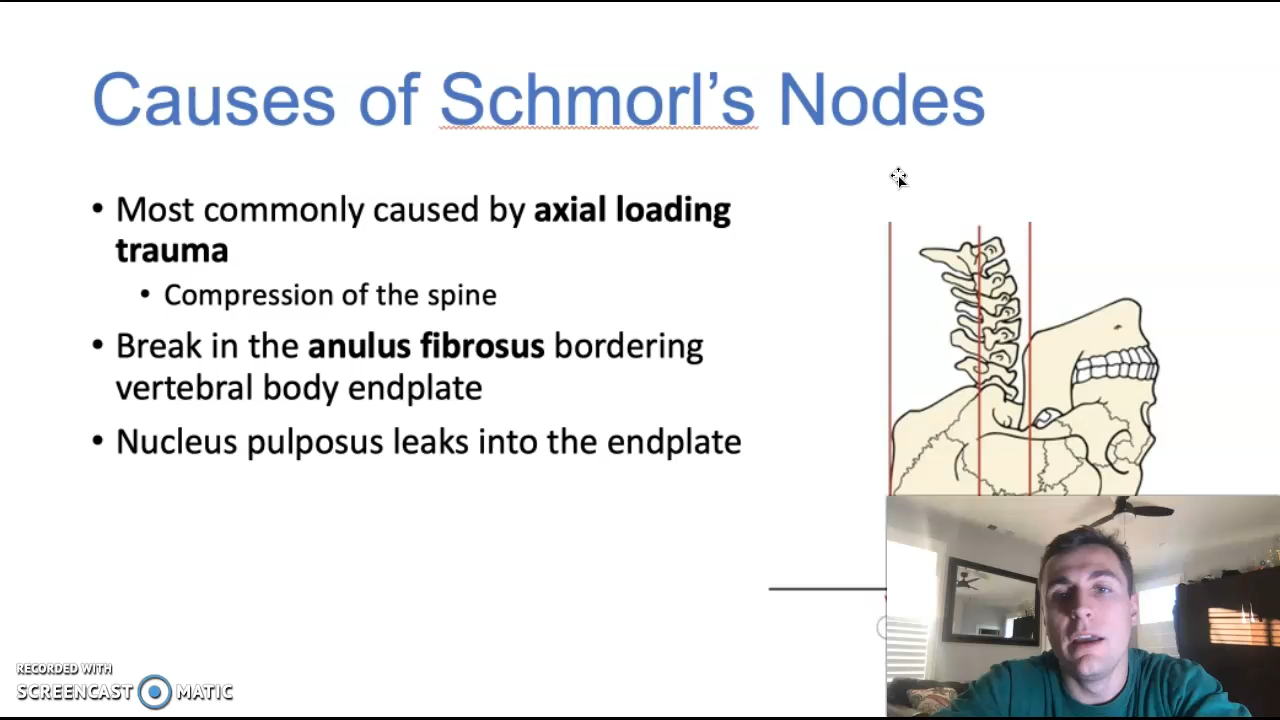 Causes of Schmorl’s Nodes
• Most commonly caused by axial loading
trauma
• Compression of the spine
• Break in the anulus fibrosus bordering
vertebral body endplate
• Nucleus pulposus leaks into the endplate
RECORDED WITH
SCREENCAST MATIC